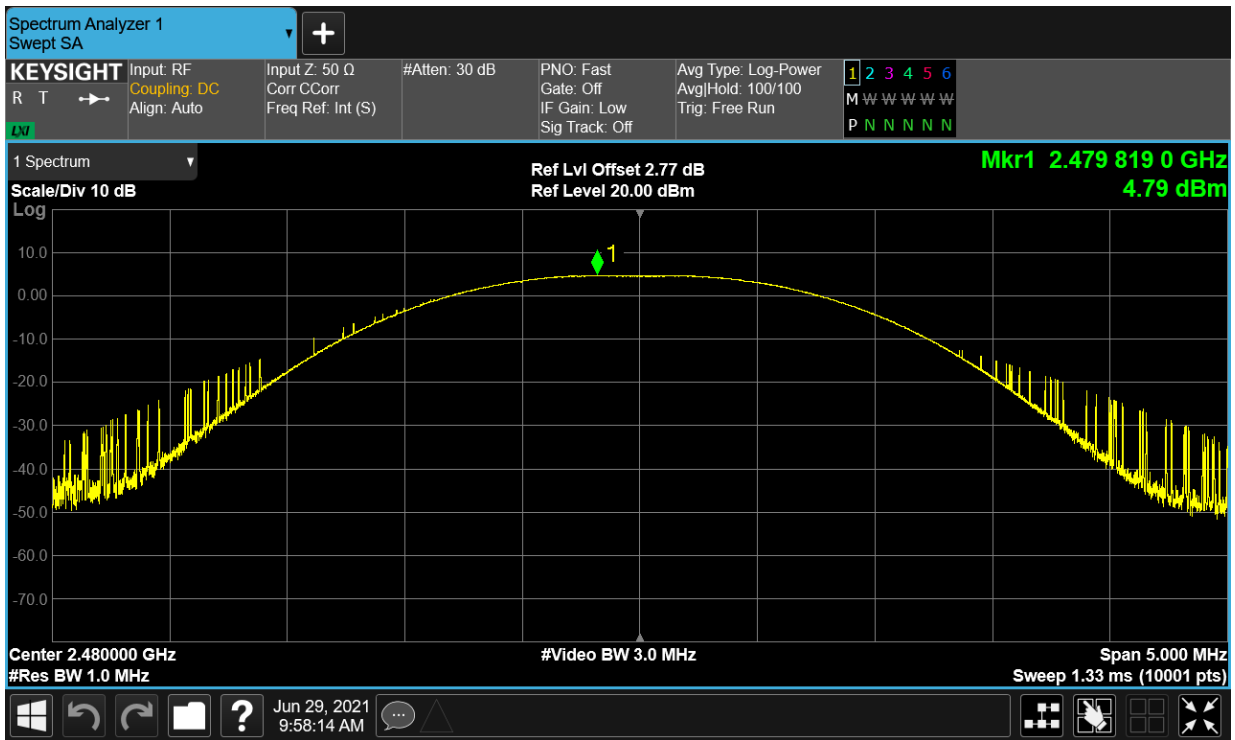 Spectrum Analyzer 1
Swept SA
KEYSIGHT
R T
LXI
Input: RF
Coupling: DC
Align: Auto
Input Z: 50 Ω
Corr CCorr
Freq Ref: Int (S)
#Atten: 30 dB
PNO: Fast
Gate: Off
IF Gain: Low
Sig Track: Off
Avg Type: Log-Power
Avg|Hold: 100/100
Trig: Free Run
1 2 3 4 5 6
M W W W W W
P N N N N N
1 Spectrum
Scale/Div 10 dB
Log
Ref Lvl Offset 2.77 dB
Ref Level 20.00 dBm
Mkr1 2.479 819 0 GHz
4.79 dBm
1
10.0
0.00
-10.0
-20.0
-30.0
-40.0
-50.0
-60.0
-70.0
Center 2.480000 GHz
#Res BW 1.0 MHz
#Video BW 3.0 MHz
Span 5.000 MHz
Sweep 1.33 ms (10001 pts)
?
Jun 29, 2021
9:58:14 AM